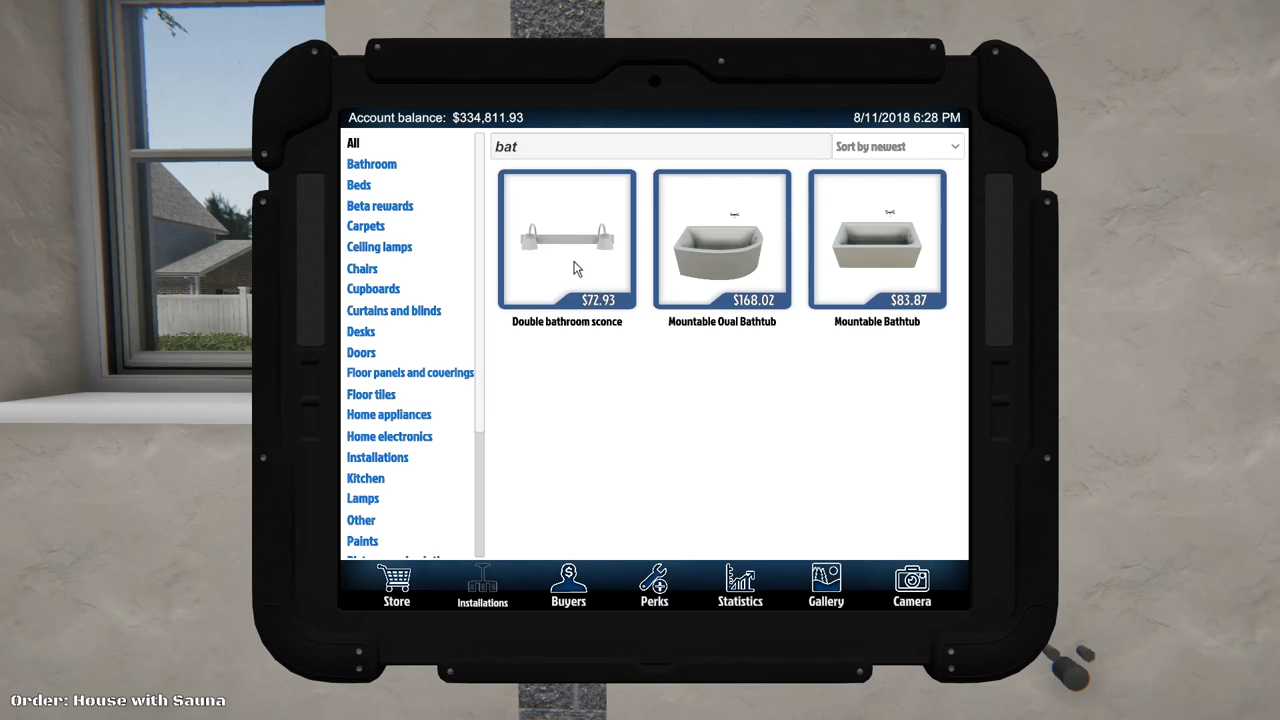 Account balance: $334,811.93
8/11/2018 6:28 PM
All
Bathroom
Beds
Beta rewards
Carpets
Ceiling lamps
Chairs
Cupboards
Curtains and blinds
Desks
Doors
Floor panels and coverings
Floor tiles
Home appliances
Home electronics
Installations
Kitchen
Lamps
Other
Paints
bat
Sort by newest
$72.93
$168.02
$83.87
Double bathroom sconce
Mountable Oval Bathtub
Mountable Bathtub
Store
Installations
Buyers
Perks
Statistics
Gallery
Camera
Order: House with Sauna